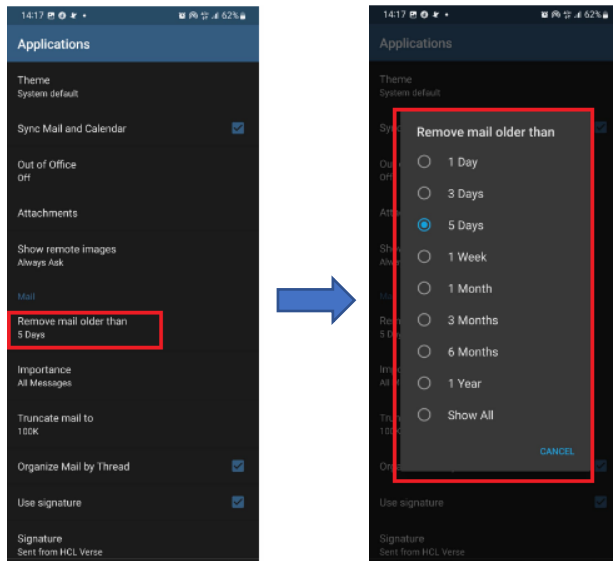 14:17
62%
Applications
Theme
System default
Sync Mail and Calendar
Out of Office
Off
Attachments
Show remote images
Always Ask
Mail
Remove mail older than
5 Days
Importance
All Messages
Truncate mail to
100K
Organize Mail by Thread
Use signature
Signature
Sent from HCL Verse
14:17
62%
Applications
Theme
System default
Remove mail older than
1 Day
3 Days
5 Days
1 Week
1 Month
3 Months
6 Months
1 Year
Show All
CANCEL
Use signature
Signature
Sent from HCL Verse